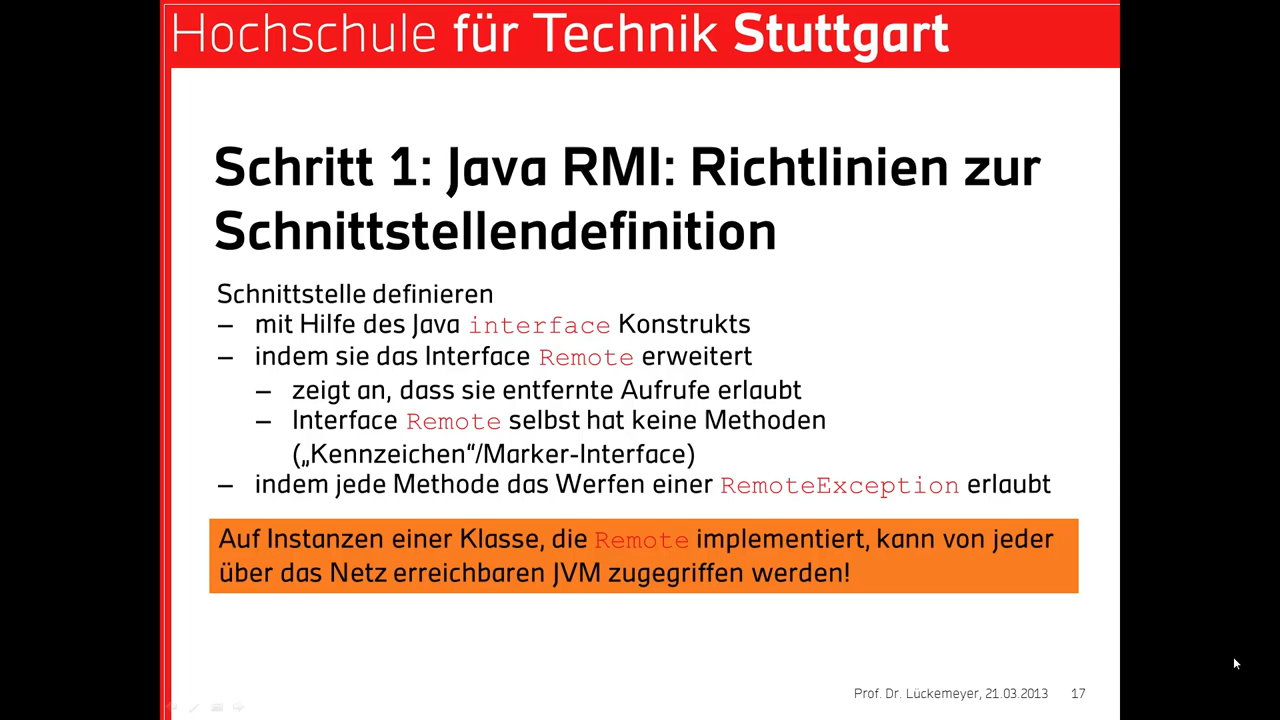 Hochschule für Technik Stuttgart
Schritt 1: Java RMI: Richtlinien zur
Schnittstellendefinition
Schnittstelle definieren
– mit Hilfe des Java interface Konstrukts
– indem sie das Interface Remote erweitert
– zeigt an, dass sie entfernte Aufrufe erlaubt
– Interface Remote selbst hat keine Methoden
(„Kennzeichen“/Marker-Interface)
– indem jede Methode das Werfen einer RemoteException erlaubt
Auf Instanzen einer Klasse, die Remote implementiert, kann von jeder
über das Netz erreichbaren JVM zugegriffen werden!
Prof. Dr. Lückemeyer, 21.03.2013 17